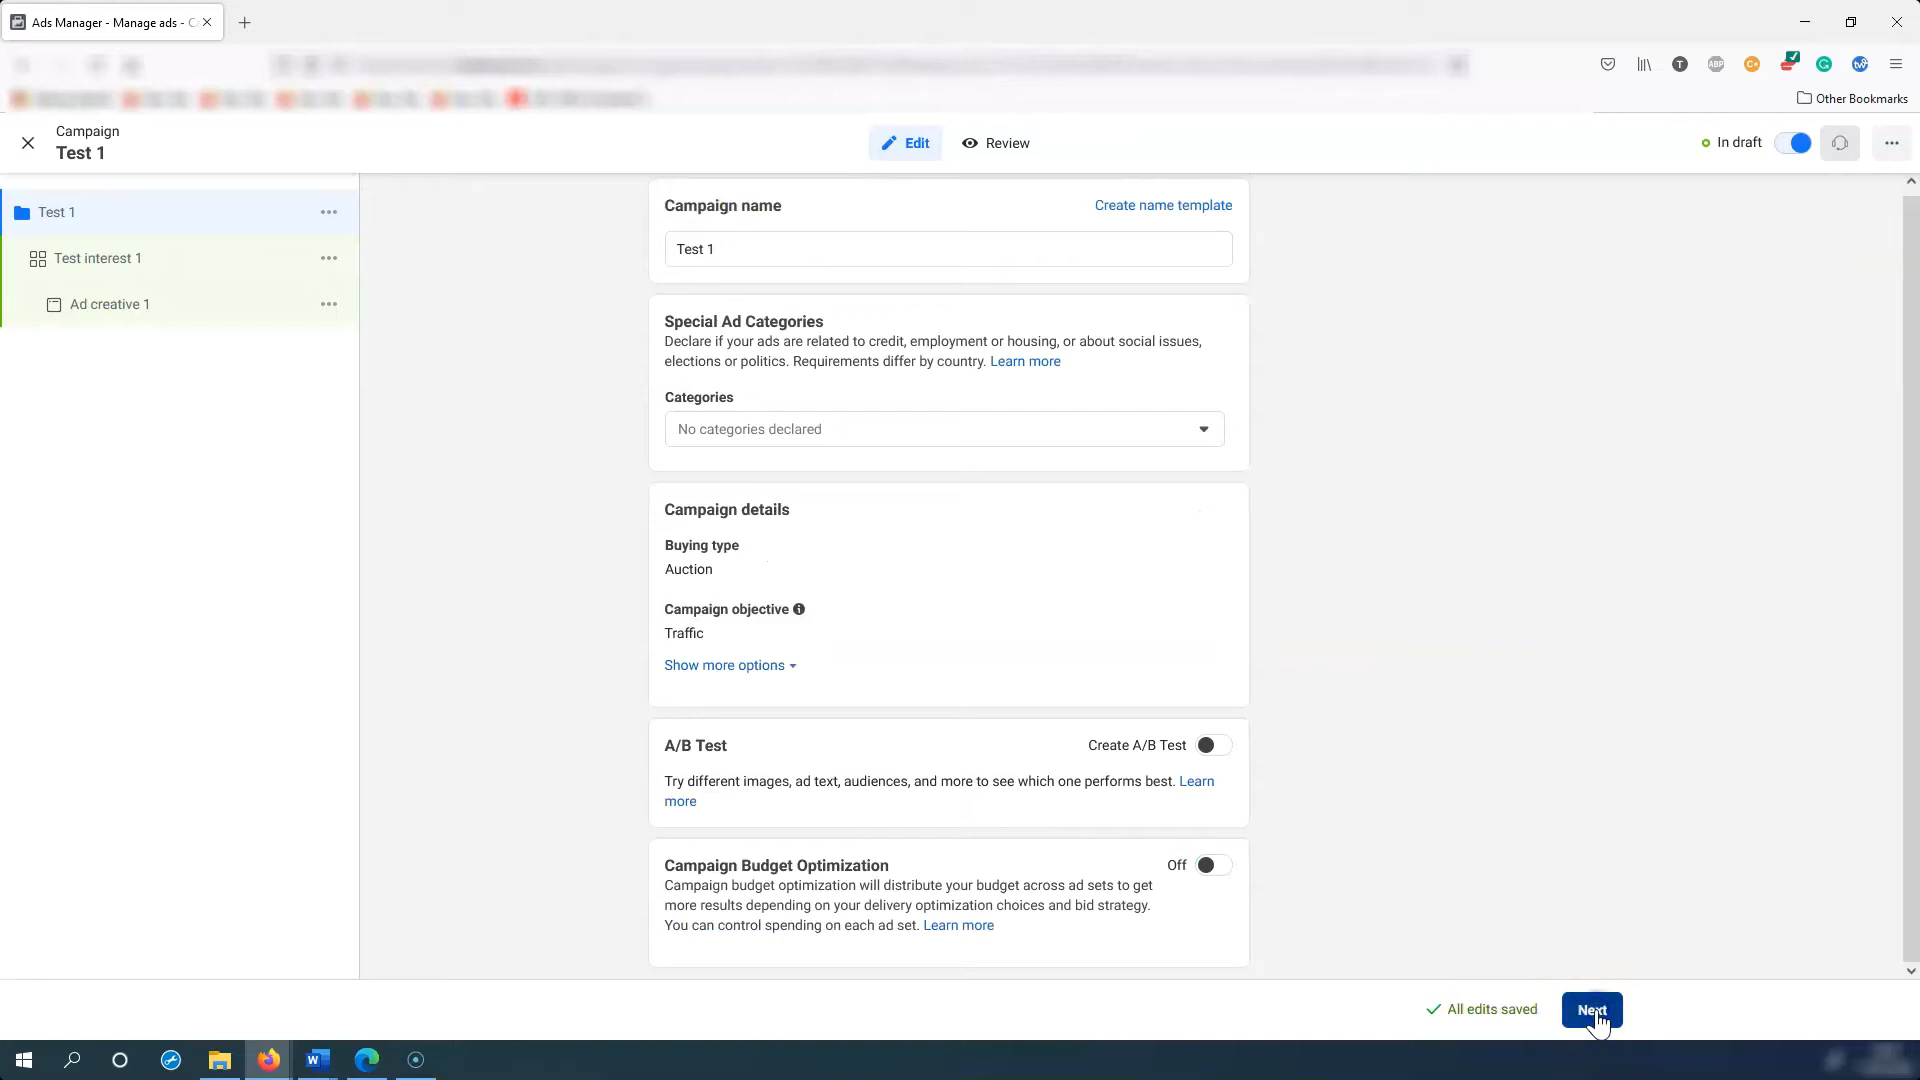 Ads Manager - Manage ads - C
Other Bookmarks
Campaign
Test 1
Edit
Review
In draft
Test 1
Test interest 1
Ad creative 1
Campaign name
Create name template
Test 1
Special Ad Categories
Declare if your ads are related to credit, employment or housing, or about social issues,
elections or politics. Requirements differ by country. Learn more
Categories
No categories declared
Campaign details
Buying type
Auction
Campaign objective
Traffic
Show more options
A/B Test
Create A/B Test
Try different images, ad text, audiences, and more to see which one performs best. Learn
more
Campaign Budget Optimization
Off
Campaign budget optimization will distribute your budget across ad sets to get
more results depending on your delivery optimization choices and bid strategy.
You can control spending on each ad set. Learn more
All edits saved
Next